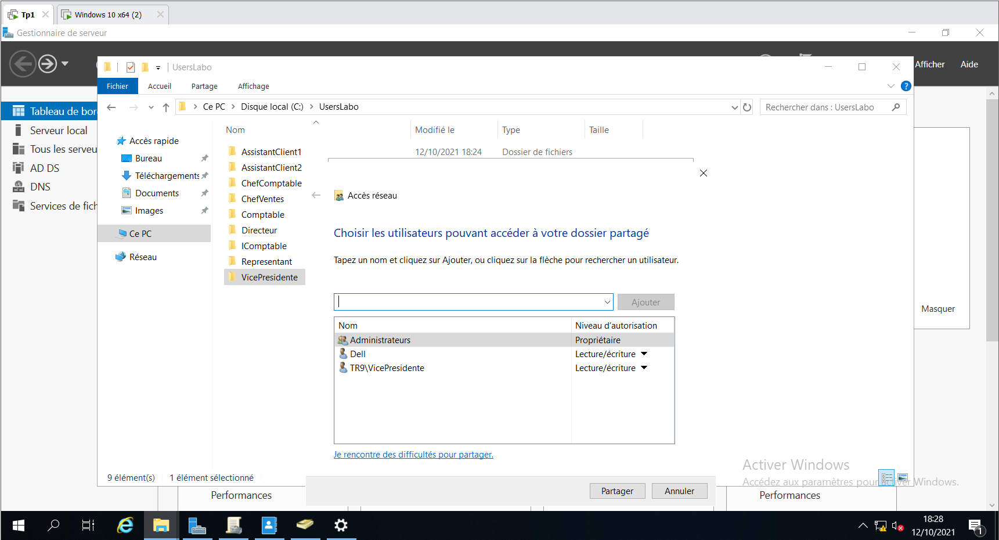 Tp1
Windows 10 x64 (2)
Gestionnaire de serveur
Afficher
Aide
UsersLabo
Fichier
Accueil
Partage
Affichage
?
Ce PC
Disque local (C:)
UsersLabo
Rechercher dans : UsersLabo
Tableau de bor
Serveur local
Tous les serveu
AD DS
DNS
Services de fich
Accès rapide
Bureau
Téléchargements
Documents
Images
Ce PC
Réseau
Nom
Modifié le
Type
Taille
AssistantClient1
12/10/2021 18:24
Dossier de fichiers
AssistantClient2
ChefComptable
ChefVentes
Comptable
Directeur
IComptable
Representant
VicePresidente
Accès réseau
Choisir les utilisateurs pouvant accéder à votre dossier partagé
Tapez un nom et cliquez sur Ajouter, ou cliquez sur la flèche pour rechercher un utilisateur.
Ajouter
Nom
Niveau d'autorisation
Administrateurs
Propriétaire
Dell
Lecture/écriture
TR9\VicePresidente
Lecture/écriture
Je rencontre des difficultés pour partager.
Partager
Annuler
Masquer
9 élément(s)
1 élément sélectionné
Activer Windows
Accédez aux paramètres pour activer Windows.
Performances
Performances
18:28
12/10/2021
1